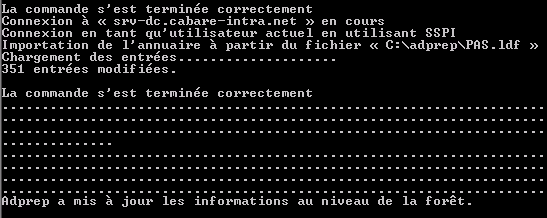 La commande s'est terminée correctement
Connexion à « srv-dc.cabare-intra.net » en cours
Connexion en tant qu'utilisateur actuel en utilisant SSPI
Importation de l'annuaire à partir du fichier « C:\adprep\PAS.ldf »
Chargement des entrées.....................
351 entrées modifiées.

La commande s'est terminée correctement
....................................................................
....................................................................
..............
....................................................................
....................................................................
....................................................................
Adprep a mis à jour les informations au niveau de la forêt.